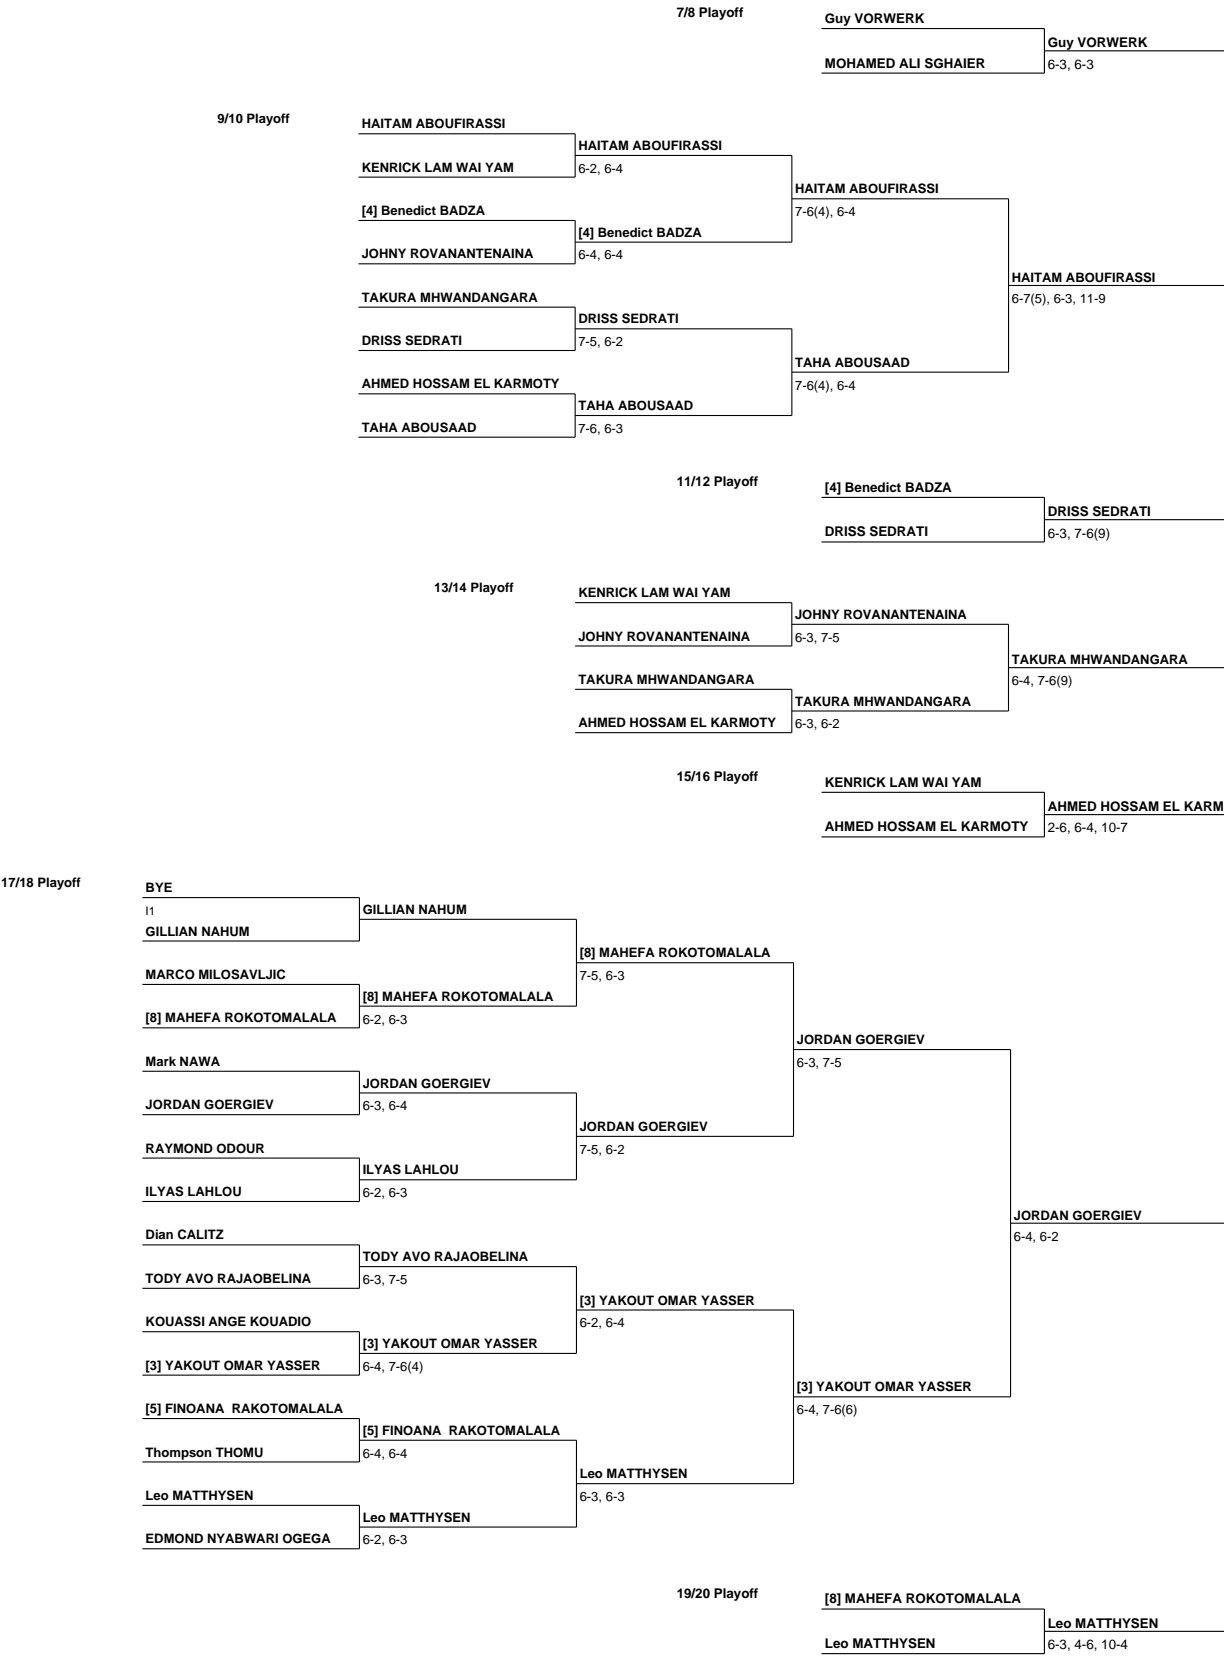 7/8 Playoff
Guy VORWERK
Guy VORWERK
MOHAMED ALI SGHAIER
6-3, 6-3
9/10 Playoff
HAITAM ABOUFIRASSI
HAITAM ABOUFIRASSI
KENRICK LAM WAI YAM
6-2, 6-4
HAITAM ABOUFIRASSI
[4] Benedict BADZA
7-6(4), 6-4
[4] Benedict BADZA
JOHNY ROVANANTENAINA
6-4, 6-4
HAITAM ABOUFIRASSI
TAKURA MHWANDANGARA
6-7(5), 6-3, 11-9
DRISS SEDRATI
DRISS SEDRATI
7-5, 6-2
TAHA ABOUSAAD
AHMED HOSSAM EL KARMOTY
7-6(4), 6-4
TAHA ABOUSAAD
TAHA ABOUSAAD
7-6, 6-3
11/12 Playoff
[4] Benedict BADZA
DRISS SEDRATI
DRISS SEDRATI
6-3, 7-6(9)
13/14 Playoff
KENRICK LAM WAI YAM
JOHNY ROVANANTENAINA
JOHNY ROVANANTENAINA
6-3, 7-5
TAKURA MHWANDANGARA
TAKURA MHWANDANGARA
6-4, 7-6(9)
TAKURA MHWANDANGARA
AHMED HOSSAM EL KARMOTY
6-3, 6-2
15/16 Playoff
KENRICK LAM WAI YAM
AHMED HOSSAM EL KARM
AHMED HOSSAM EL KARMOTY
2-6, 6-4, 10-7
17/18 Playoff
BYE
I1
GILLIAN NAHUM
GILLIAN NAHUM
[8] MAHEFA ROKOTOMALALA
MARCO MILOSAVLJIC
7-5, 6-3
[8] MAHEFA ROKOTOMALALA
[8] MAHEFA ROKOTOMALALA
6-2, 6-3
JORDAN GOERGIEV
Mark NAWA
6-3, 7-5
JORDAN GOERGIEV
JORDAN GOERGIEV
6-3, 6-4
JORDAN GOERGIEV
RAYMOND ODOUR
7-5, 6-2
ILYAS LAHLOU
ILYAS LAHLOU
6-2, 6-3
JORDAN GOERGIEV
Dian CALITZ
6-4, 6-2
TODY AVO RAJAOBELINA
TODY AVO RAJAOBELINA
6-3, 7-5
[3] YAKOUT OMAR YASSER
KOUASSI ANGE KOUADIO
6-2, 6-4
[3] YAKOUT OMAR YASSER
[3] YAKOUT OMAR YASSER
6-4, 7-6(4)
[3] YAKOUT OMAR YASSER
[5] FINOANA  RAKOTOMALALA
6-4, 7-6(6)
[5] FINOANA  RAKOTOMALALA
Thompson THOMU
6-4, 6-4
Leo MATTHYSEN
Leo MATTHYSEN
6-3, 6-3
Leo MATTHYSEN
EDMOND NYABWARI OGEGA
6-2, 6-3
19/20 Playoff
[8] MAHEFA ROKOTOMALALA
Leo MATTHYSEN
Leo MATTHYSEN
6-3, 4-6, 10-4